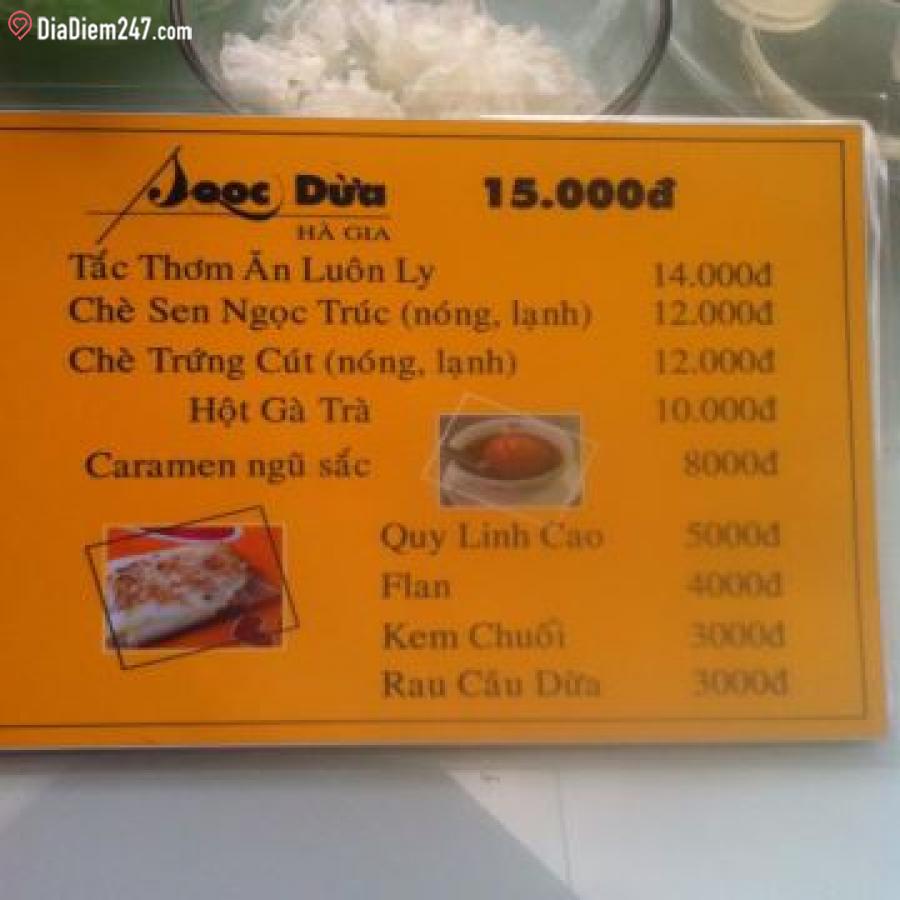 DiaDiem247.com
Ngọc Dừa 15.000đ
HÀ GIA
Tắc Thơm Ăn Luôn Ly 14.000đ
Chè Sen Ngọc Trúc (nóng, lạnh) 12.000đ
Chè Trứng Cút (nóng, lạnh) 12.000đ
Hột Gà Trà 10.000đ
Caramen ngũ sắc 8000đ
Quy Linh Cao 5000đ
Flan 4000đ
Kem Chuối 3000đ
Rau Câu Dừa 3000đ